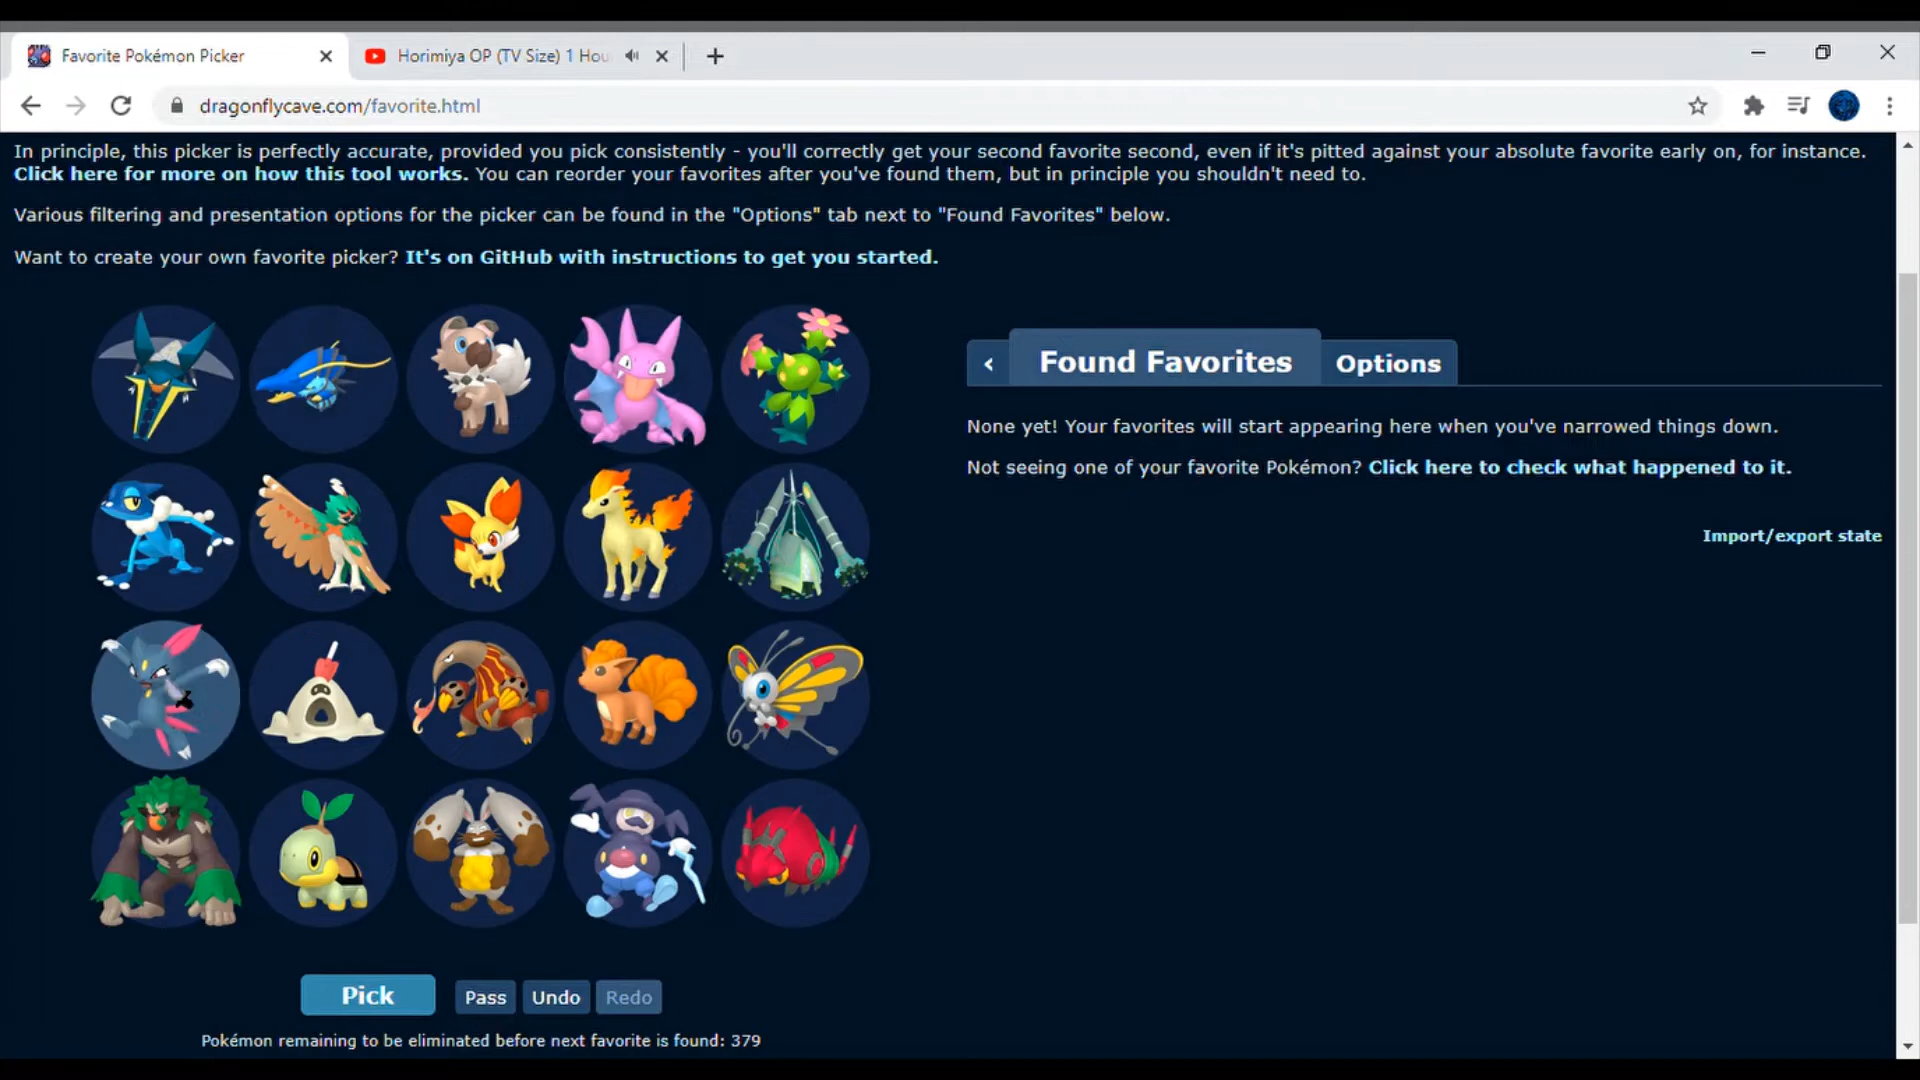 Favorite Pokémon Picker
Horimiya OP (TV Size) 1 Hou
dragonflycave.com/favorite.html
In principle, this picker is perfectly accurate, provided you pick consistently - you'll correctly get your second favorite second, even if it's pitted against your absolute favorite early on, for instance.
Click here for more on how this tool works. You can reorder your favorites after you've found them, but in principle you shouldn't need to.
Various filtering and presentation options for the picker can be found in the "Options" tab next to "Found Favorites" below.
Want to create your own favorite picker? It's on GitHub with instructions to get you started.
Found Favorites
Options
None yet! Your favorites will start appearing here when you've narrowed things down.
Not seeing one of your favorite Pokémon? Click here to check what happened to it.
Import/export state
Pick Pass Undo Redo
Pokémon remaining to be eliminated before next favorite is found: 379